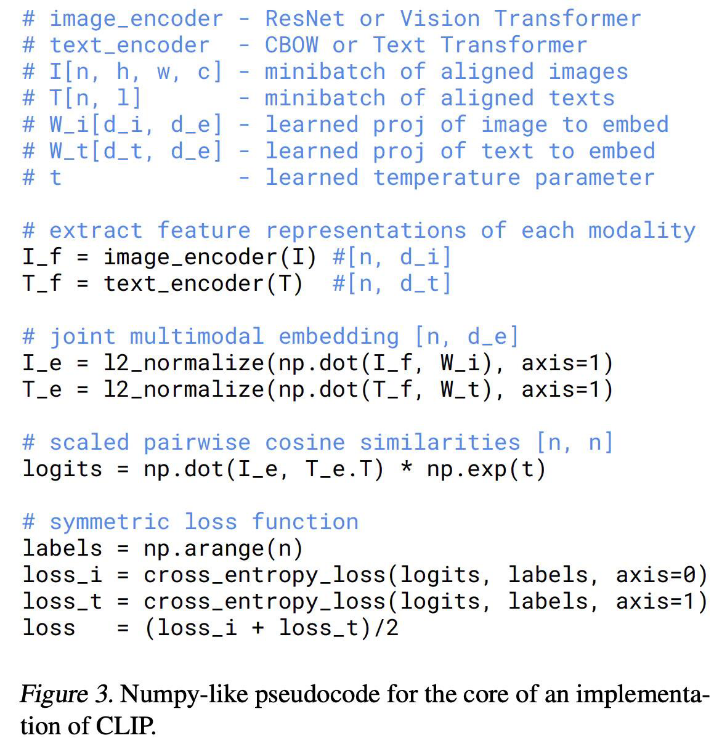 # image_encoder - ResNet or Vision Transformer
# text_encoder - CBOW or Text Transformer
# I[n, h, w, c] - minibatch of aligned images
# T[n, l] - minibatch of aligned texts
# W_i[d_i, d_e] - learned proj of image to embed
# W_t[d_t, d_e] - learned proj of text to embed
# t - learned temperature parameter
# extract feature representations of each modality
I_f = image_encoder(I) #[n, d_i]
T_f = text_encoder(T) #[n, d_t]
# joint multimodal embedding [n, d_e]
I_e = l2_normalize(np.dot(I_f, W_i), axis=1)
T_e = l2_normalize(np.dot(T_f, W_t), axis=1)
# scaled pairwise cosine similarities [n, n]
logits = np.dot(I_e, T_e.T) * np.exp(t)
# symmetric loss function
labels = np.arange(n)
loss_i = cross_entropy_loss(logits, labels, axis=0)
loss_t = cross_entropy_loss(logits, labels, axis=1)
loss = (loss_i + loss_t)/2
Figure 3. Numpy-like pseudocode for the core of an implementa-
tion of CLIP.